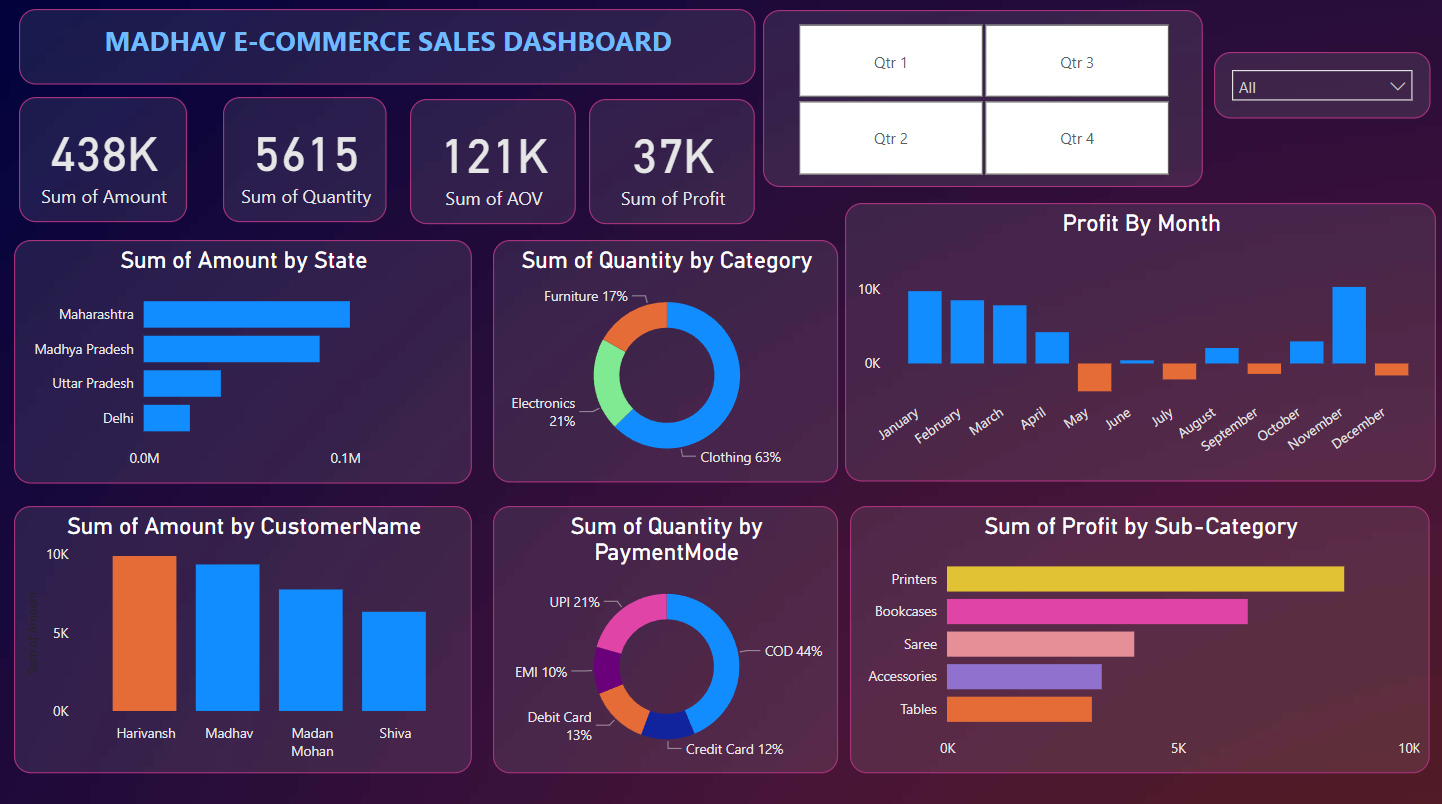 MADHAV E-COMMERCE SALES DASHBOARD
Qtr 1
Qtr 3
Qtr 2
Qtr 4
All
438K
Sum of Amount
5615
Sum of Quantity
121K
Sum of AOV
37K
Sum of Profit
Sum of Amount by State
Maharashtra
Madhya Pradesh
Uttar Pradesh
Delhi
0.0M
0.1M
Sum of Quantity by Category
Furniture 17%
Electronics
21%
Clothing 63%
Profit By Month
10K
0K
January
February
March
April
May
June
July
August
September
October
November
December
Sum of Amount by CustomerName
10K
5K
0K
Harivansh
Madhav
Madan
Mohan
Shiva
Sum of Quantity by
PaymentMode
UPI 21%
COD 44%
EMI 10%
Debit Card
13%
Credit Card 12%
Sum of Profit by Sub-Category
Printers
Bookcases
Saree
Accessories
Tables
0K
5K
10K